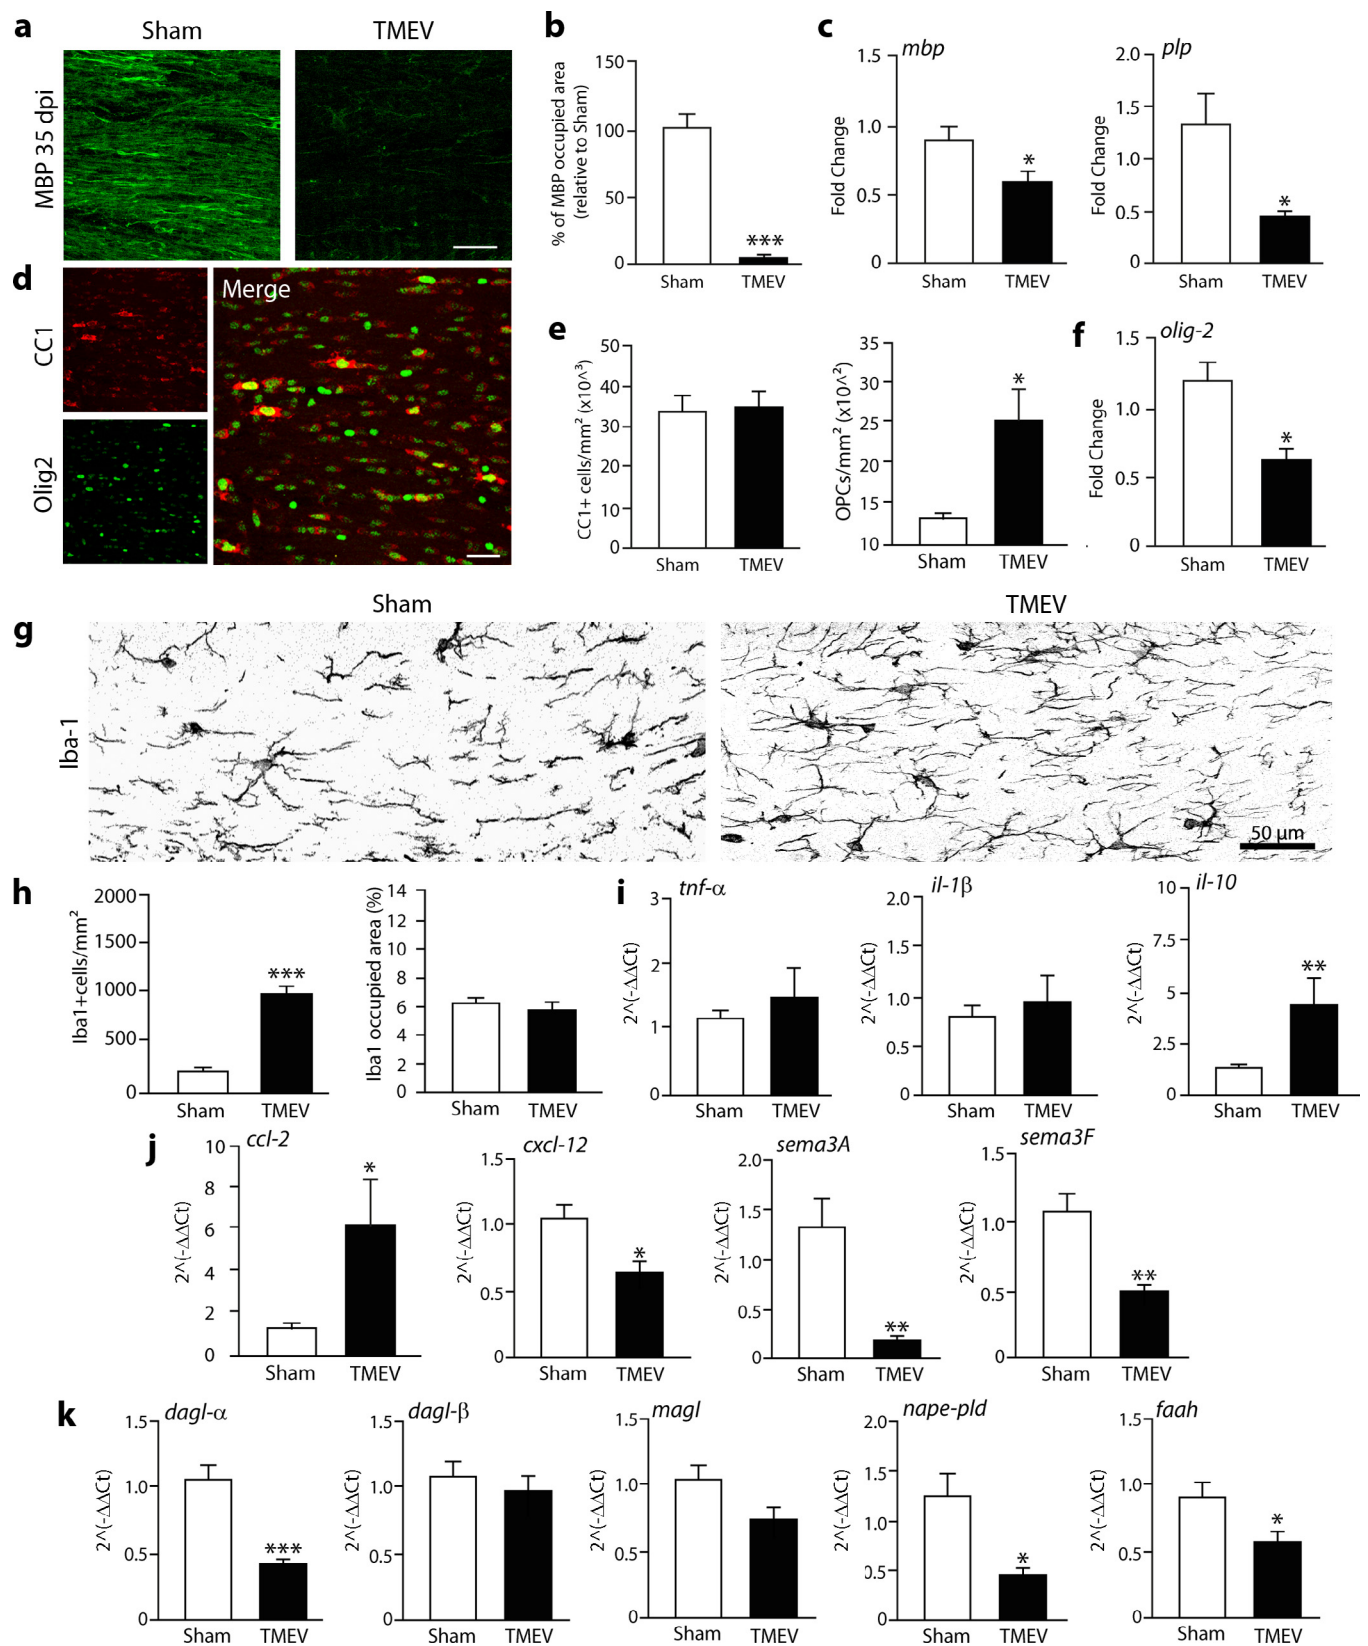 a
Sham
TMEV
MBP 35 dpi
b
% of MBP occupied area
(relative to Sham)
150
100
50
0
***
Sham
TMEV
c
mbp
Fold Change
1.5
1.0
0.5
0
*
Sham
TMEV
plp
Fold Change
2.0
1.5
1.0
0.5
0
*
Sham
TMEV
d
CC1
Olig2
Merge
e
CC1+ cells/mm² (x10^³)
50
40
30
20
10
0
Sham
TMEV
OPCs/mm² (x10^²)
35
30
25
20
15
10
*
Sham
TMEV
f
olig-2
Fold Change
1.5
1.0
0.5
0
*
Sham
TMEV
g
Sham
TMEV
Iba-1
50 µm
h
Iba1+cells/mm²
2000
1500
1000
500
0
***
Sham
TMEV
Iba1 occupied area (%)
14
12
10
8
6
4
2
0
Sham
TMEV
i
tnf-α
2^(-ΔΔCt)
3
2
1
0
Sham
TMEV
il-1β
2^(-ΔΔCt)
2.0
1.5
1.0
0.5
0
Sham
TMEV
il-10
2^(-ΔΔCt)
10
7.5
5
2.5
0
**
Sham
TMEV
j
ccl-2
2^(-ΔΔCt)
10
8
6
4
2
0
*
Sham
TMEV
cxcl-12
2^(-ΔΔCt)
1.5
1.0
0.5
0
*
Sham
TMEV
sema3A
2^(-ΔΔCt)
2.0
1.5
1.0
0.5
0
**
Sham
TMEV
sema3F
2^(-ΔΔCt)
1.5
1.0
0.5
0
**
Sham
TMEV
k
dagl-α
2^(-ΔΔCt)
1.5
1.0
0.5
0
***
Sham
TMEV
dagl-β
2^(-ΔΔCt)
1.5
1.0
0.5
0
Sham
TMEV
magl
2^(-ΔΔCt)
1.5
1.0
0.5
0
Sham
TMEV
nape-pld
2^(-ΔΔCt)
2.0
1.5
1.0
0.5
0
*
Sham
TMEV
faah
2^(-ΔΔCt)
1.5
1.0
0.5
0
*
Sham
TMEV